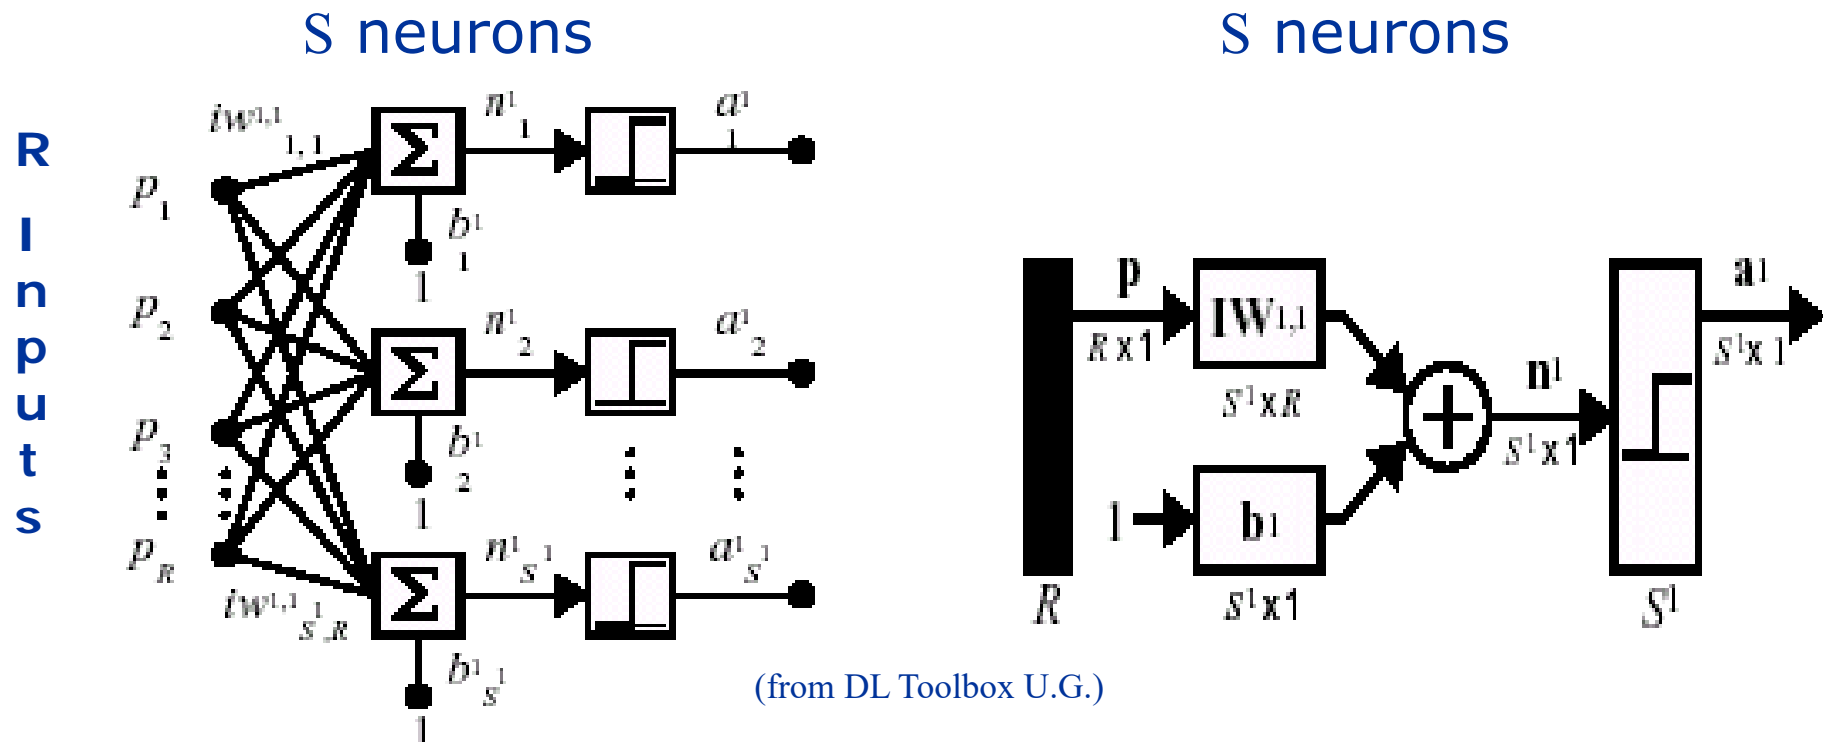 S neurons
S neurons
R Inputs
iw1,1 1,1
n1 1
a1 1
p1
Σ
b1 1
1
p2
n1 2
a1 2
Σ
p3
b1 2
1
pR
n1 S1
a1 S1
Σ
iw1,1 S1,R
b1 S1
1
p
R x 1
IW1,1
S1 x R
a1
S1 x 1
+
n1
S1 x 1
1
b1
S1 x 1
R
S1
(from DL Toolbox U.G.)